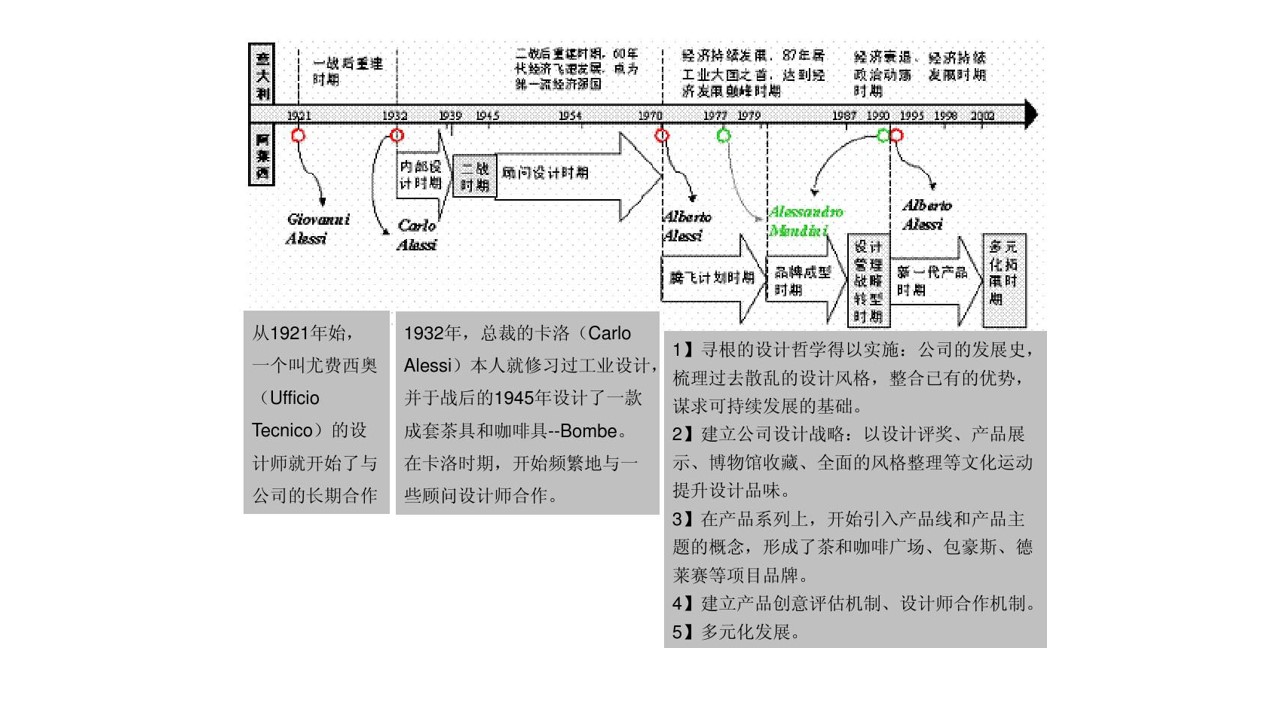 意大利
一战后重建
时期
二战后重建时期，60年
代经济飞速发展，成为
第一流经济强国
经济持续发展，87年居
工业大国之首，达到经
济发展巅峰时期
经济衰退、
政治动荡
时期
经济持续
发展时期
1921 1932 1939 1945 1954 1970 1977 1979 1987 1990 1995 1998 2002
阿莱西
内部设
计时期
二战
时期
顾问设计时期
Giovanni
Alessi
Carlo
Alessi
Alberto
Alessi
Alessandro
Mendini
Alberto
Alessi
腾飞计划时期
品牌成型
时期
设计
管理
战略
转型
时期
新一代产品
时期
多元
化拓
展时
期
从1921年始，
一个叫尤费西奥
（Ufficio
Tecnico）的设
计师就开始了与
公司的长期合作
1932年，总裁的卡洛（Carlo
Alessi）本人就修习过工业设计，
并于战后的1945年设计了一款
成套茶具和咖啡具--Bombe。
在卡洛时期，开始频繁地与一
些顾问设计师合作。
1】寻根的设计哲学得以实施：公司的发展史，
梳理过去散乱的设计风格，整合已有的优势，
谋求可持续发展的基础。
2】建立公司设计战略：以设计评奖、产品展
示、博物馆收藏、全面的风格整理等文化运动
提升设计品味。
3】在产品系列上，开始引入产品线和产品主
题的概念，形成了茶和咖啡广场、包豪斯、德
莱赛等项目品牌。
4】建立产品创意评估机制、设计师合作机制。
5】多元化发展。